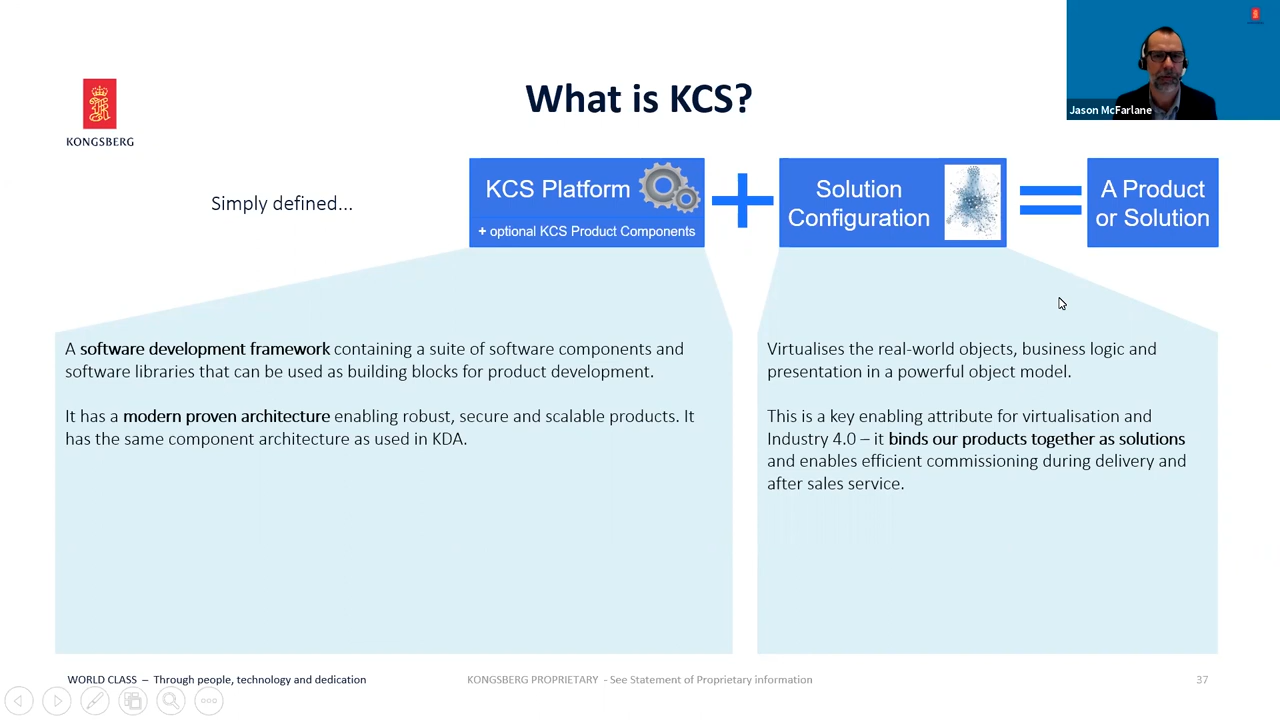 What is KCS?
Jason McFarlane
KONGSBERG
Simply defined...
KCS Platform
+ optional KCS Product Components
Solution
Configuration
A Product
or Solution
A software development framework containing a suite of software components and
software libraries that can be used as building blocks for product development.
It has a modern proven architecture enabling robust, secure and scalable products. It
has the same component architecture as used in KDA.
Virtualises the real-world objects, business logic and
presentation in a powerful object model.
This is a key enabling attribute for virtualisation and
Industry 4.0 – it binds our products together as solutions
and enables efficient commissioning during delivery and
after sales service.
WORLD CLASS – Through people, technology and dedication
KONGSBERG PROPRIETARY - See Statement of Proprietary information
37